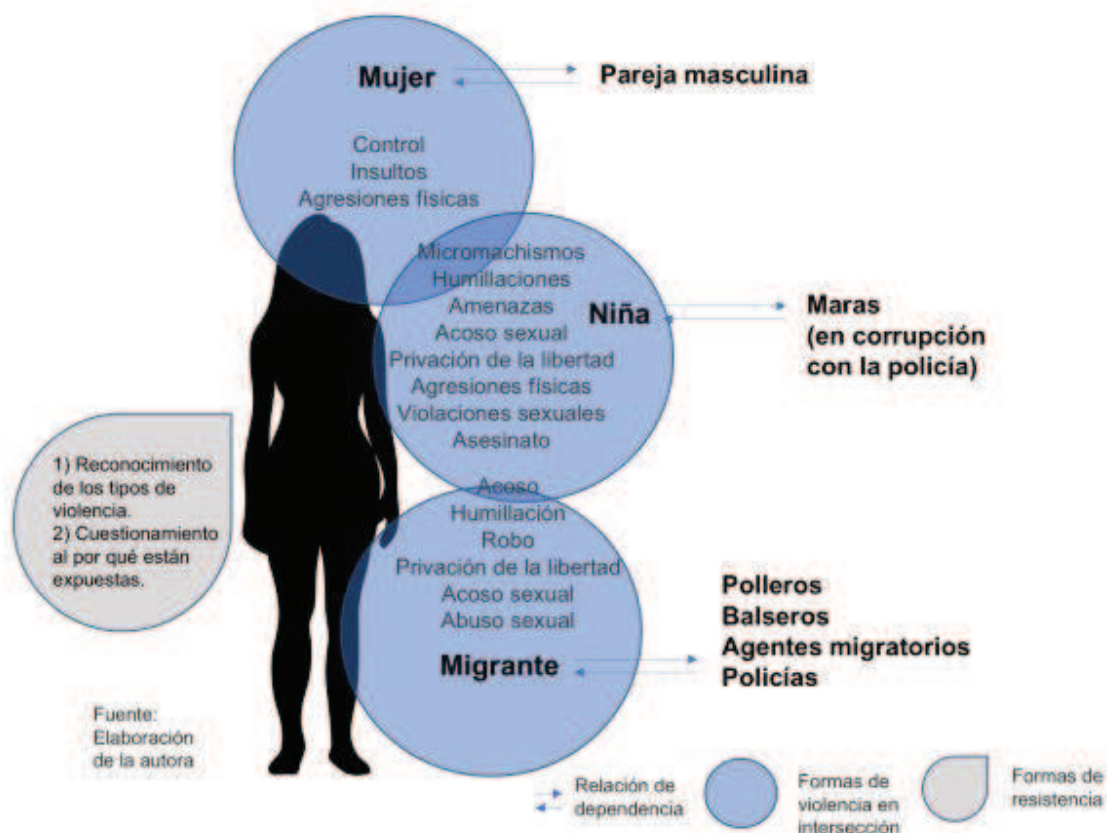 Mujer
Pareja masculina
Control
Insultos
Agresiones físicas
Micromachismos
Humillaciones
Amenazas
Niña
Acoso sexual
Privación de la libertad
Agresiones físicas
Violaciones sexuales
Asesinato
Maras
(en corrupción
con la policía)
1) Reconocimiento
de los tipos de
violencia.
2) Cuestionamiento
al por qué están
expuestas.
Acoso
Humillación
Robo
Privación de la libertad
Acoso sexual
Abuso sexual
Migrante
Polleros
Balseros
Agentes migratorios
Policías
Fuente:
Elaboración
de la autora
Relación de
dependencia
Formas de
violencia en
intersección
Formas de
resistencia